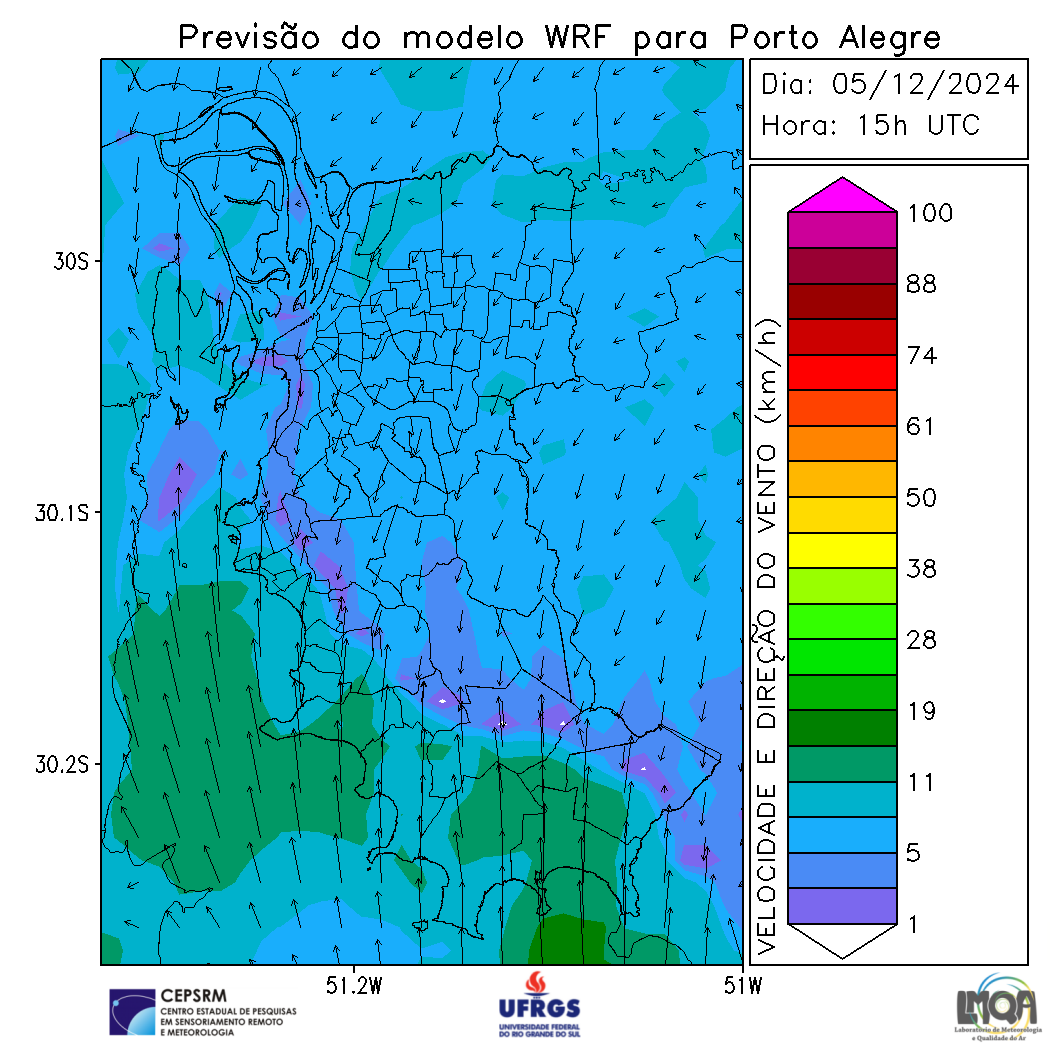 Previsão do modelo WRF para Porto Alegre
Dia: 05/12/2024
Hora: 15h UTC
30S
30.1S
30.2S
51.2W
51W
VELOCIDADE E DIREÇÃO DO VENTO (km/h)
100
88
74
61
50
38
28
19
11
5
1
CEPSRM
CENTRO ESTADUAL DE PESQUISAS
EM SENSORIAMENTO REMOTO
E METEOROLOGIA
UFRGS
UNIVERSIDADE FEDERAL
DO RIO GRANDE DO SUL
LMQA
Laboratório de Meteorologia
e Qualidade do Ar